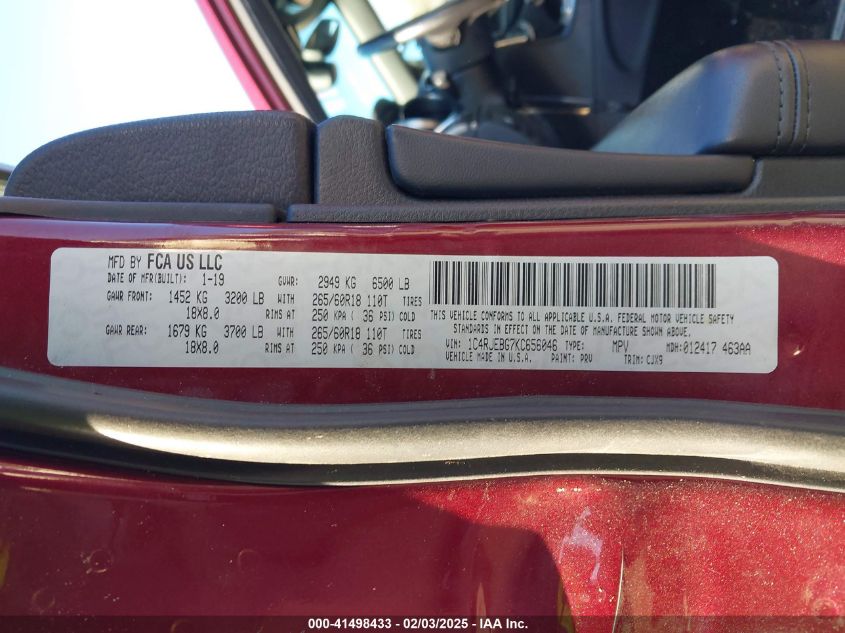 MFD BY FCA US LLC
DATE OF MFR(BUILT): 1-19 GVWR: 2949 KG 6500 LB
GAWR FRONT: 1452 KG 3200 LB WITH 265/60R18 110T TIRES
18X8.0 RIMS AT 250 KPA ( 36 PSI) COLD
GAWR REAR: 1679 KG 3700 LB WITH 265/60R18 110T TIRES
18X8.0 RIMS AT 250 KPA ( 36 PSI) COLD
THIS VEHICLE CONFORMS TO ALL APPLICABLE U.S.A. FEDERAL MOTOR VEHICLE SAFETY
STANDARDS IN EFFECT ON THE DATE OF MANUFACTURE SHOWN ABOVE.
VIN: 1C4RJEBG7KC656046 TYPE: MPV MDH:012417 463AA
VEHICLE MADE IN U.S.A. PAINT: PRV TRIM: CJX9
000-41498433 - 02/03/2025 - IAA Inc.